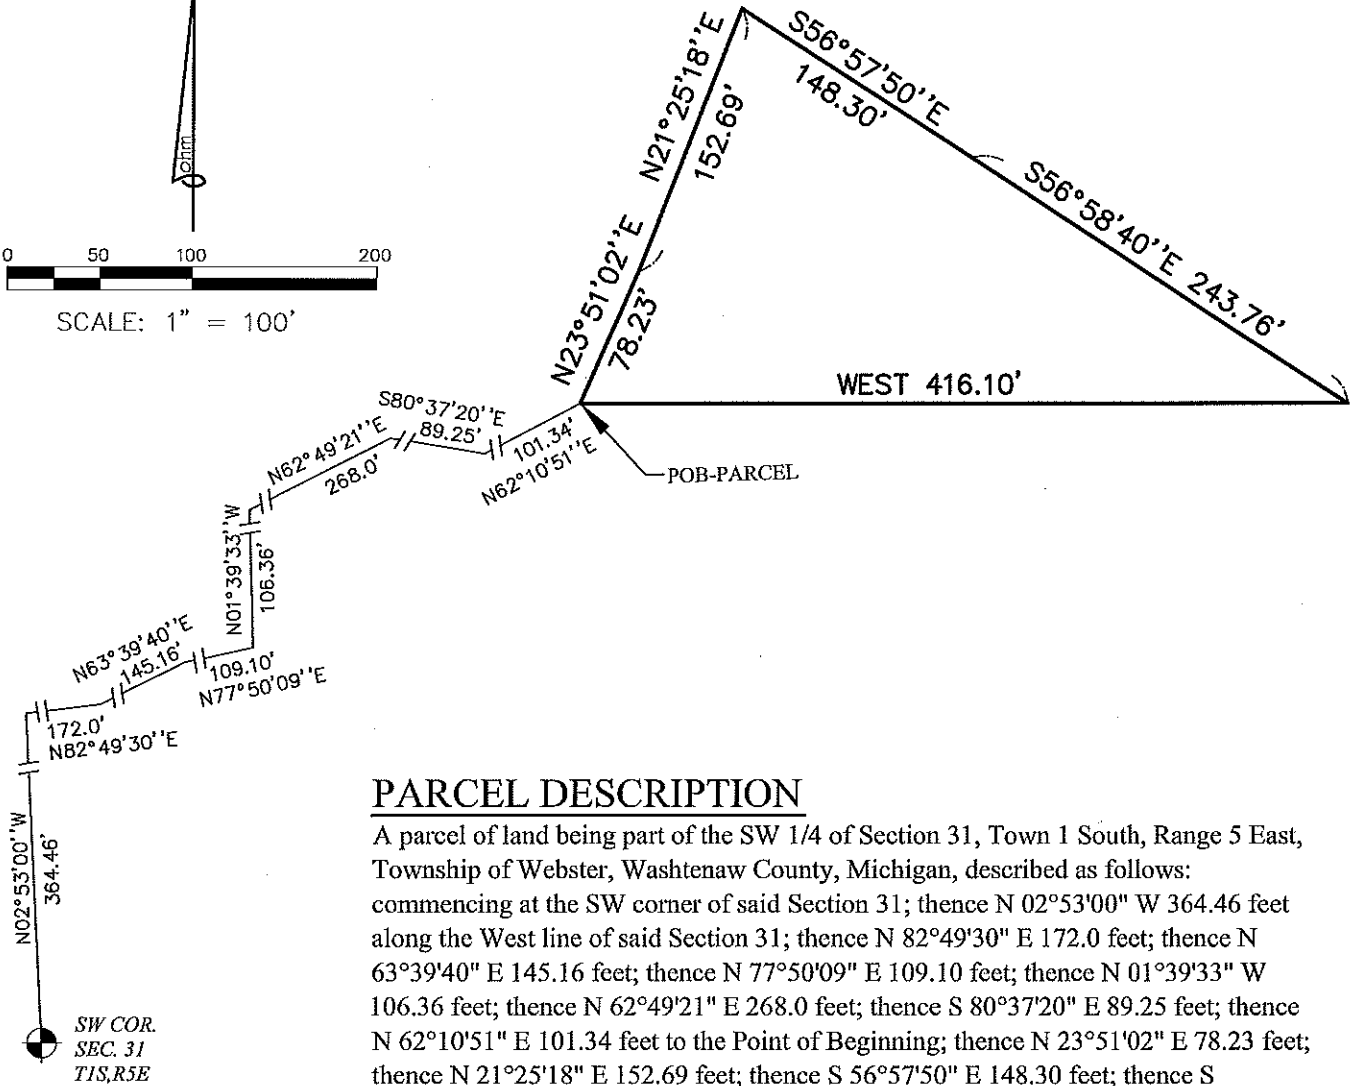 ohm
0 50 100 200
SCALE: 1" = 100'
N21°25'18''E
152.69'
S56°57'50''E
148.30'
S56°58'40''E 243.76'
N23°51'02''E
78.23'
WEST 416.10'
POB-PARCEL
S80°37'20''E
89.25'
101.34'
N62°10'51''E
N62°49'21''E
268.0'
N01°39'33''W
106.36'
N63°39'40''E
145.16'
109.10'
N77°50'09''E
172.0'
N82°49'30''E
N02°53'00''W
364.46'
SW COR.
SEC. 31
T1S,R5E
PARCEL DESCRIPTION
A parcel of land being part of the SW 1/4 of Section 31, Town 1 South, Range 5 East,
Township of Webster, Washtenaw County, Michigan, described as follows:
commencing at the SW corner of said Section 31; thence N 02°53'00" W 364.46 feet
along the West line of said Section 31; thence N 82°49'30" E 172.0 feet; thence N
63°39'40" E 145.16 feet; thence N 77°50'09" E 109.10 feet; thence N 01°39'33" W
106.36 feet; thence N 62°49'21" E 268.0 feet; thence S 80°37'20" E 89.25 feet; thence
N 62°10'51" E 101.34 feet to the Point of Beginning; thence N 23°51'02" E 78.23 feet;
thence N 21°25'18" E 152.69 feet; thence S 56°57'50" E 148.30 feet; thence S